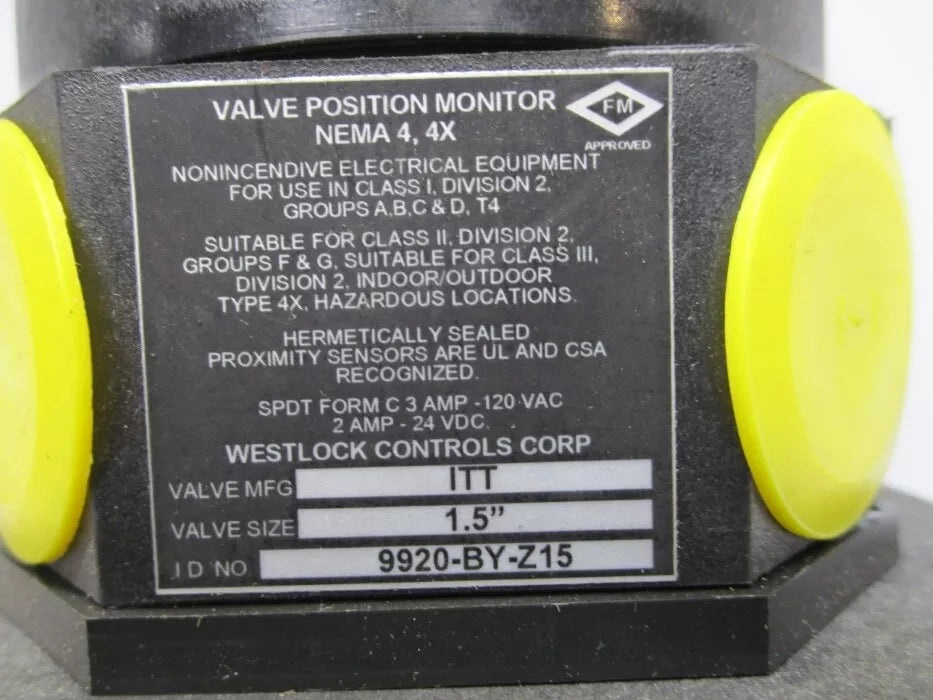 VALVE POSITION MONITOR
NEMA 4, 4X
FM
APPROVED
NONINCENDIVE ELECTRICAL EQUIPMENT
FOR USE IN CLASS I, DIVISION 2,
GROUPS A,B,C & D, T4
SUITABLE FOR CLASS II, DIVISION 2,
GROUPS F & G, SUITABLE FOR CLASS III,
DIVISION 2, INDOOR/OUTDOOR
TYPE 4X, HAZARDOUS LOCATIONS.
HERMETICALLY SEALED
PROXIMITY SENSORS ARE UL AND CSA
RECOGNIZED.
SPDT FORM C 3 AMP -120 VAC
2 AMP - 24 VDC.
WESTLOCK CONTROLS CORP
VALVE MFG ITT
VALVE SIZE 1.5”
I D NO 9920-BY-Z15